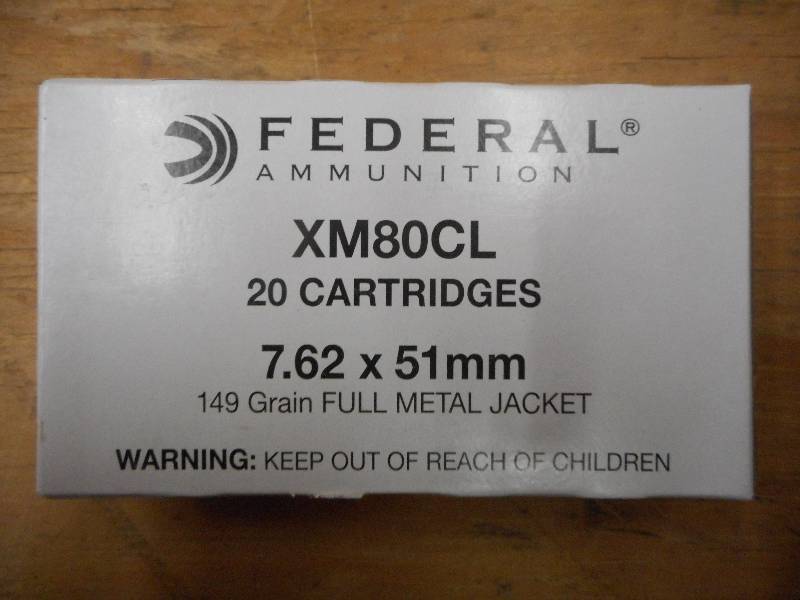 FEDERAL®
AMMUNITION
XM80CL
20 CARTRIDGES
7.62 x 51mm
149 Grain FULL METAL JACKET
WARNING: KEEP OUT OF REACH OF CHILDREN